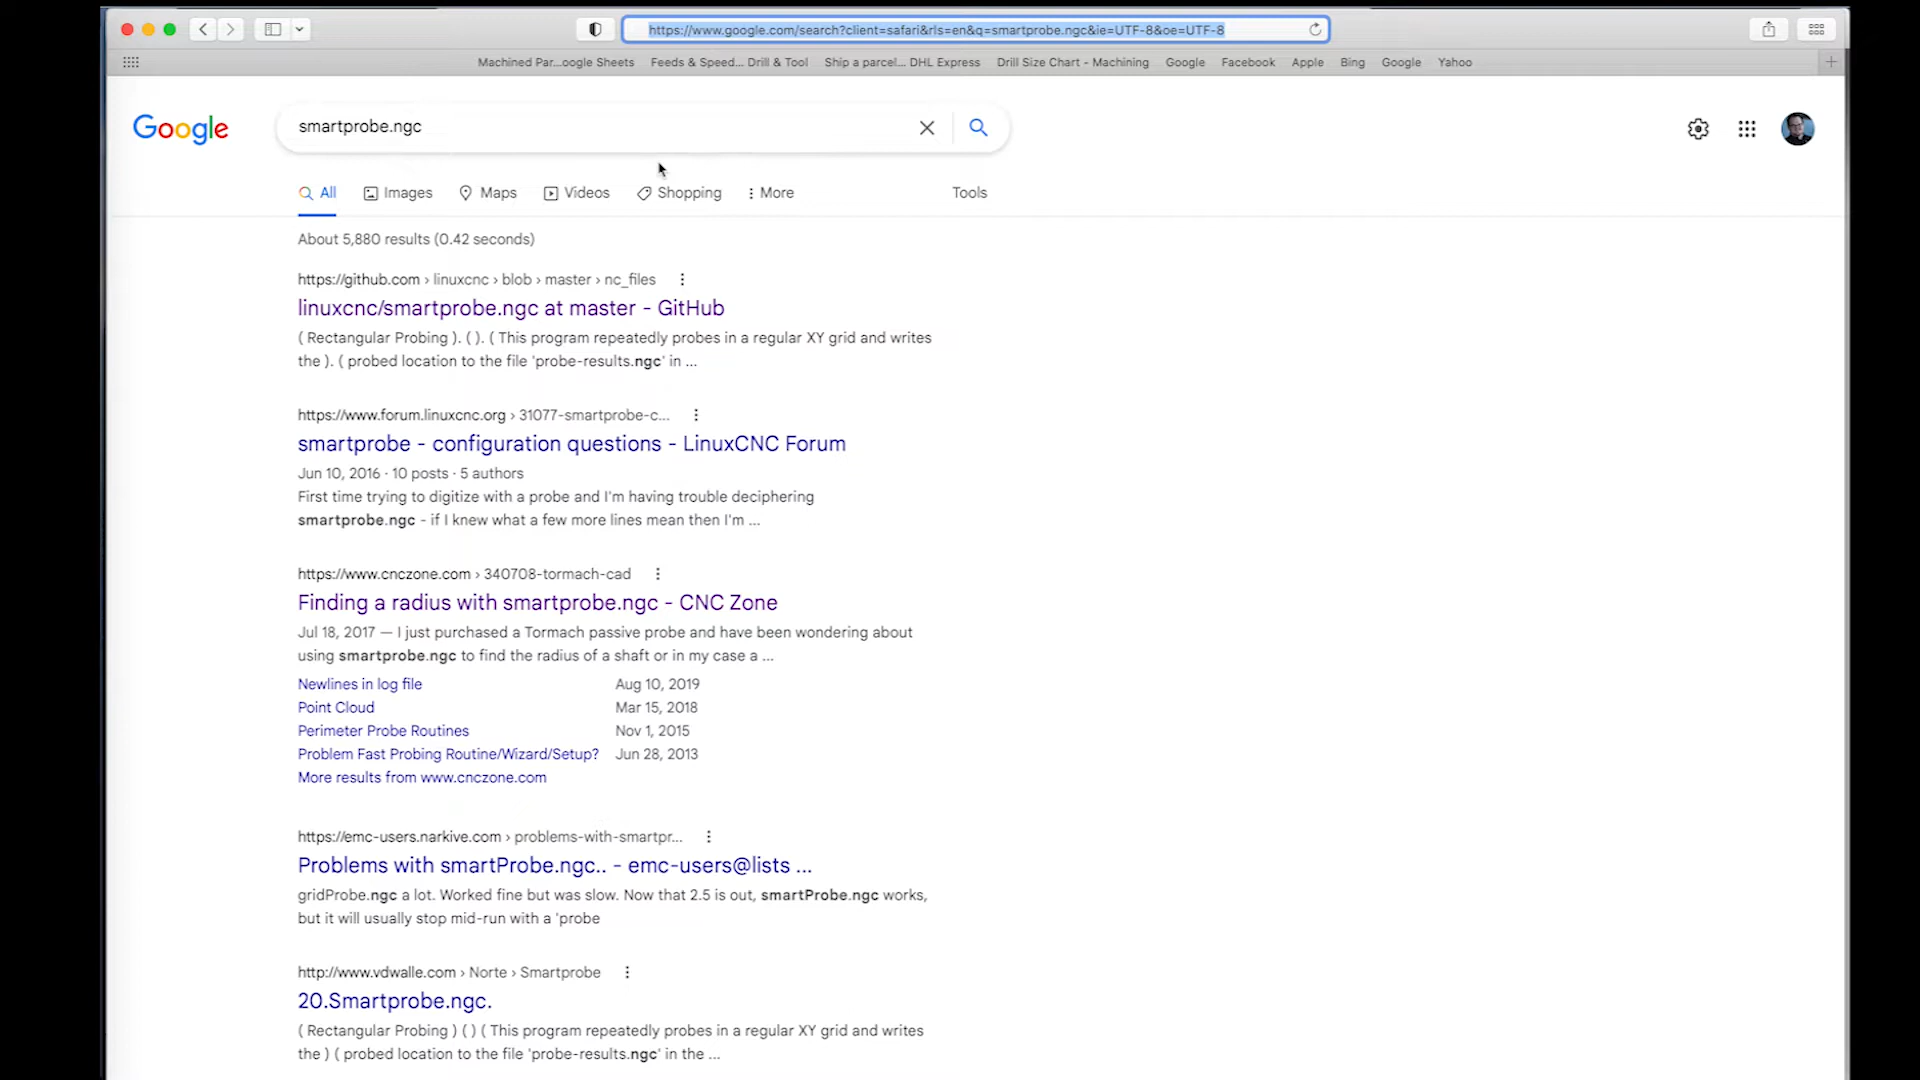 https://www.google.com/search?client=safari&rls=en&q=smartprobe.ngc&ie=UTF-8&oe=UTF-8
Machined Par...oogle Sheets Feeds & Speed... Drill & Tool Ship a parcel... DHL Express Drill Size Chart - Machining Google Facebook Apple Bing Google Yahoo
Google
smartprobe.ngc
All Images Maps Videos Shopping More Tools
About 5,880 results (0.42 seconds)
https://github.com › linuxcnc › blob › master › nc_files
linuxcnc/smartprobe.ngc at master - GitHub
( Rectangular Probing ). ( ). ( This program repeatedly probes in a regular XY grid and writes
the ). ( probed location to the file 'probe-results.ngc' in ...
https://www.forum.linuxcnc.org › 31077-smartprobe-c...
smartprobe - configuration questions - LinuxCNC Forum
Jun 10, 2016 · 10 posts · 5 authors
First time trying to digitize with a probe and I'm having trouble deciphering
smartprobe.ngc - if I knew what a few more lines mean then I'm ...
https://www.cnczone.com › 340708-tormach-cad
Finding a radius with smartprobe.ngc - CNC Zone
Jul 18, 2017 — I just purchased a Tormach passive probe and have been wondering about
using smartprobe.ngc to find the radius of a shaft or in my case a ...
Newlines in log file Aug 10, 2019
Point Cloud Mar 15, 2018
Perimeter Probe Routines Nov 1, 2015
Problem Fast Probing Routine/Wizard/Setup? Jun 28, 2013
More results from www.cnczone.com
https://emc-users.narkive.com › problems-with-smartpr...
Problems with smartProbe.ngc.. - emc-users@lists ...
gridProbe.ngc a lot. Worked fine but was slow. Now that 2.5 is out, smartProbe.ngc works,
but it will usually stop mid-run with a 'probe
http://www.vdwalle.com › Norte › Smartprobe
20.Smartprobe.ngc.
( Rectangular Probing ) ( ) ( This program repeatedly probes in a regular XY grid and writes
the ) ( probed location to the file 'probe-results.ngc' in the ...